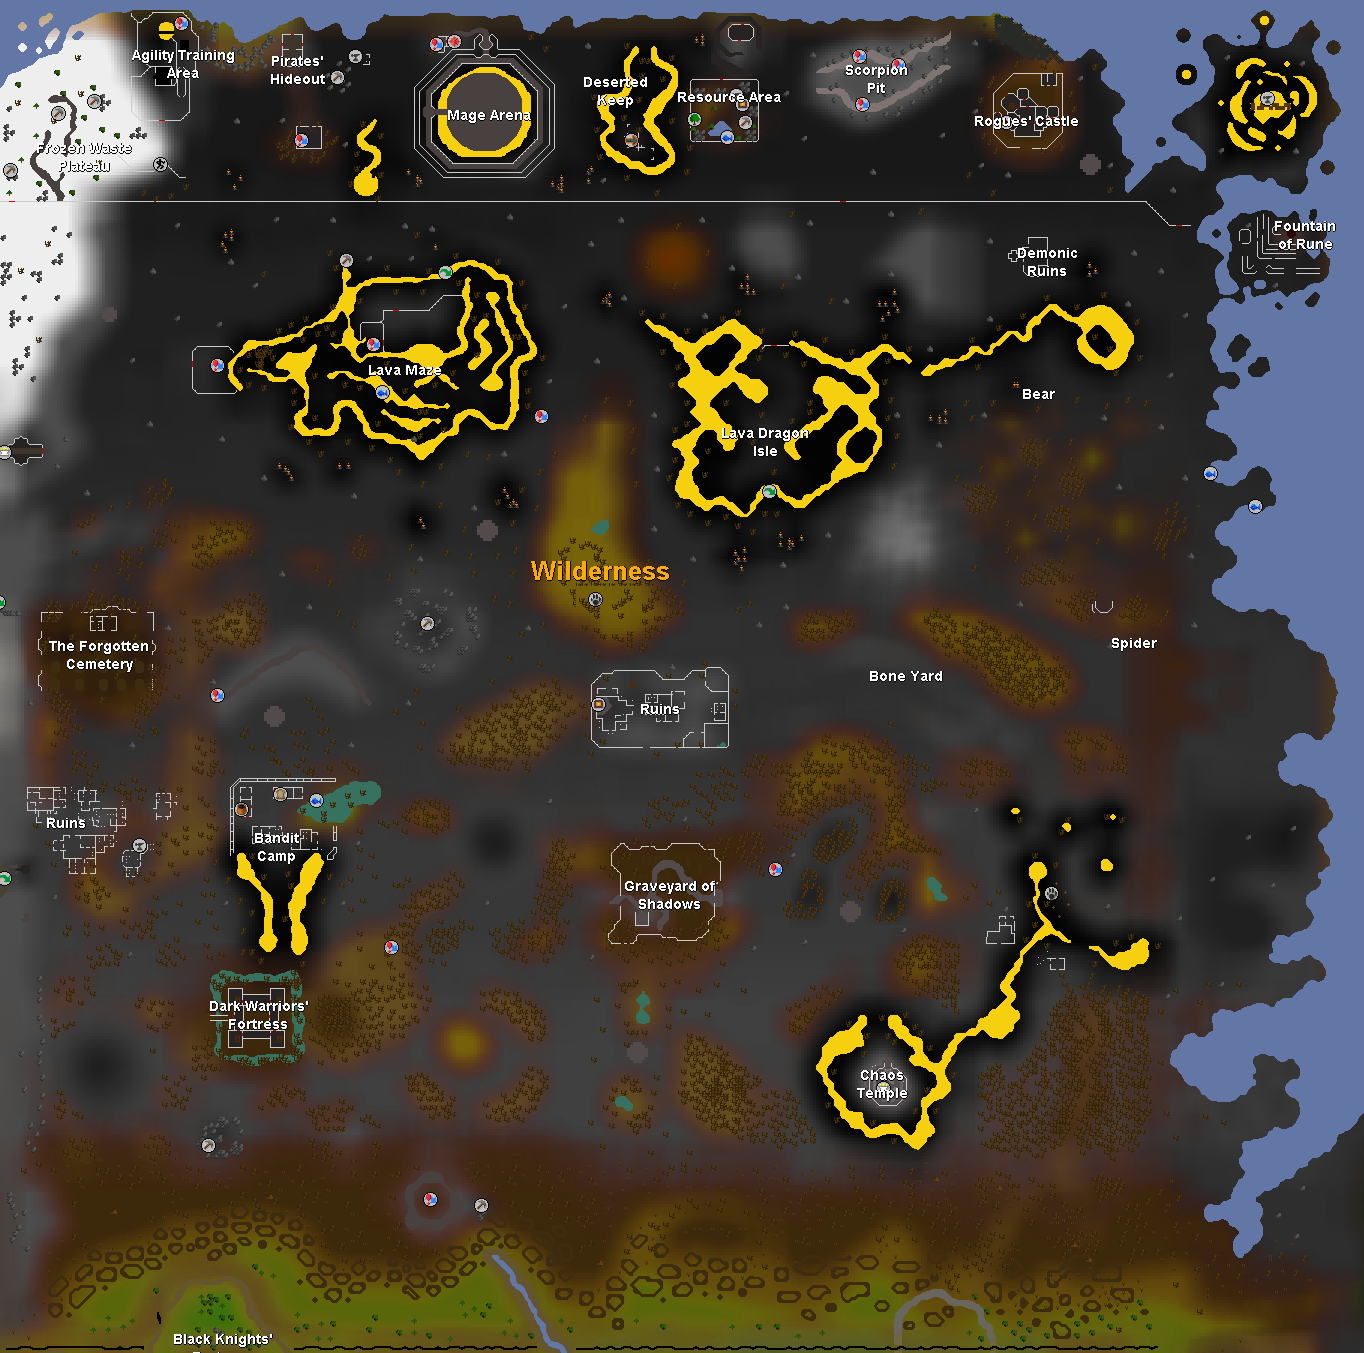 Agility Training
Area
Pirates'
Hideout
Mage Arena
Deserted
Keep
Resource Area
Scorpion
Pit
Rogues' Castle
Frozen Waste
Plateau
Fountain
of Rune
Demonic
Ruins
Lava Maze
Bear
Lava Dragon
Isle
Wilderness
The Forgotten
Cemetery
Spider
Bone Yard
Ruins
Ruins
Bandit
Camp
Graveyard of
Shadows
Dark Warriors'
Fortress
Chaos
Temple
Black Knights'